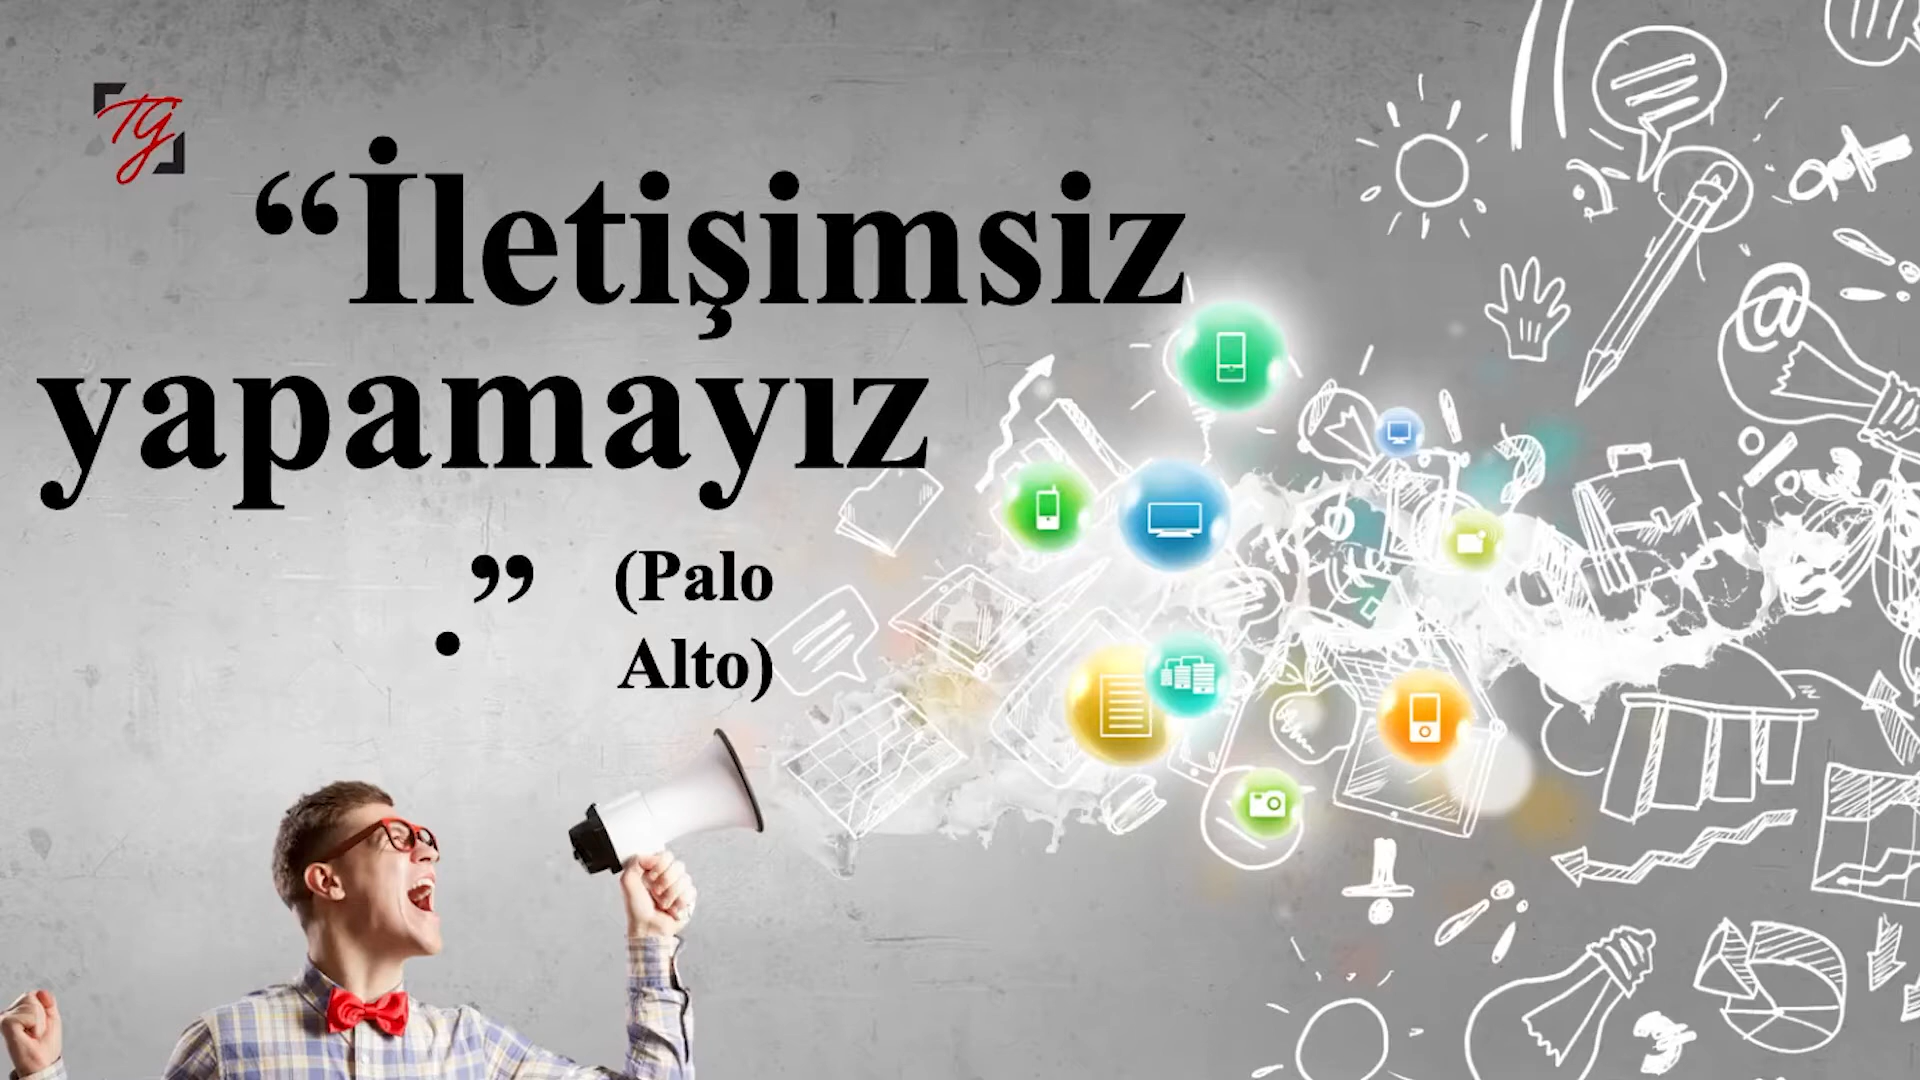 TG
“İletişimsiz
yapamayız
.” (Palo
Alto)
@
%